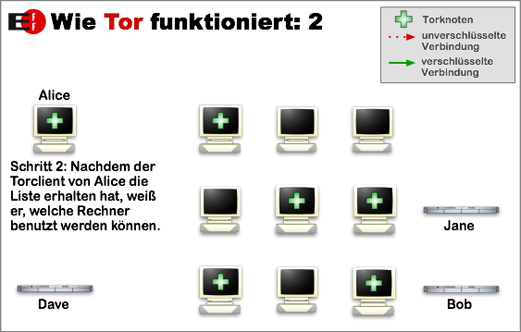 EFF Wie Tor funktioniert: 2
Torknoten
unverschlüsselte
Verbindung
verschlüsselte
Verbindung
Alice
Schritt 2: Nachdem der
Torclient von Alice die
Liste erhalten hat, weiß
er, welche Rechner
benutzt werden können.
Jane
Dave
Bob